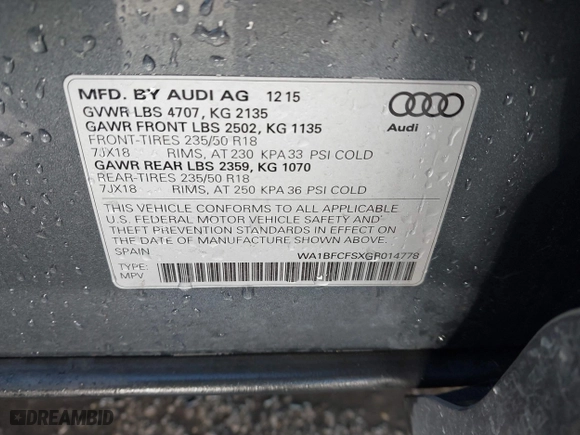 MFD. BY AUDI AG 12 15
GVWR LBS 4707, KG 2135
GAWR FRONT LBS 2502, KG 1135
FRONT-TIRES 235/50 R18
7JX18 RIMS, AT 230 KPA 33 PSI COLD
GAWR REAR LBS 2359, KG 1070
REAR-TIRES 235/50 R18
7JX18 RIMS, AT 250 KPA 36 PSI COLD
Audi
THIS VEHICLE CONFORMS TO ALL APPLICABLE
U.S. FEDERAL MOTOR VEHICLE SAFETY AND
THEFT PREVENTION STANDARDS IN EFFECT ON
THE DATE OF MANUFACTURE SHOWN ABOVE.
SPAIN WA1BFCFSXGR014778
TYPE:
MPV
DREAMBID